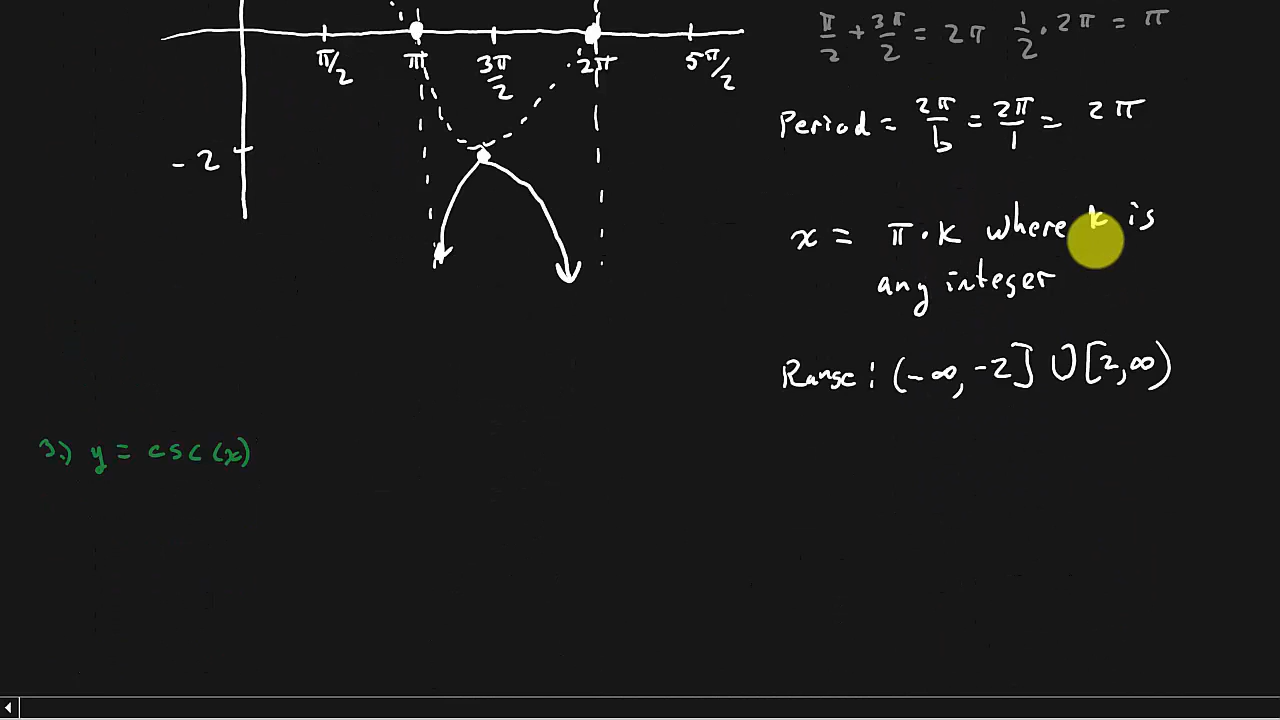 π/2 + 3π/2 = 2π 1/2 · 2π = π
π/2 π 3π/2 2π 5π/2
Period = 2π/b = 2π/1 = 2π
-2
x = π · k where k is
any integer
Range: (-∞, -2] ∪ [2, ∞)
3.) y = csc(x)